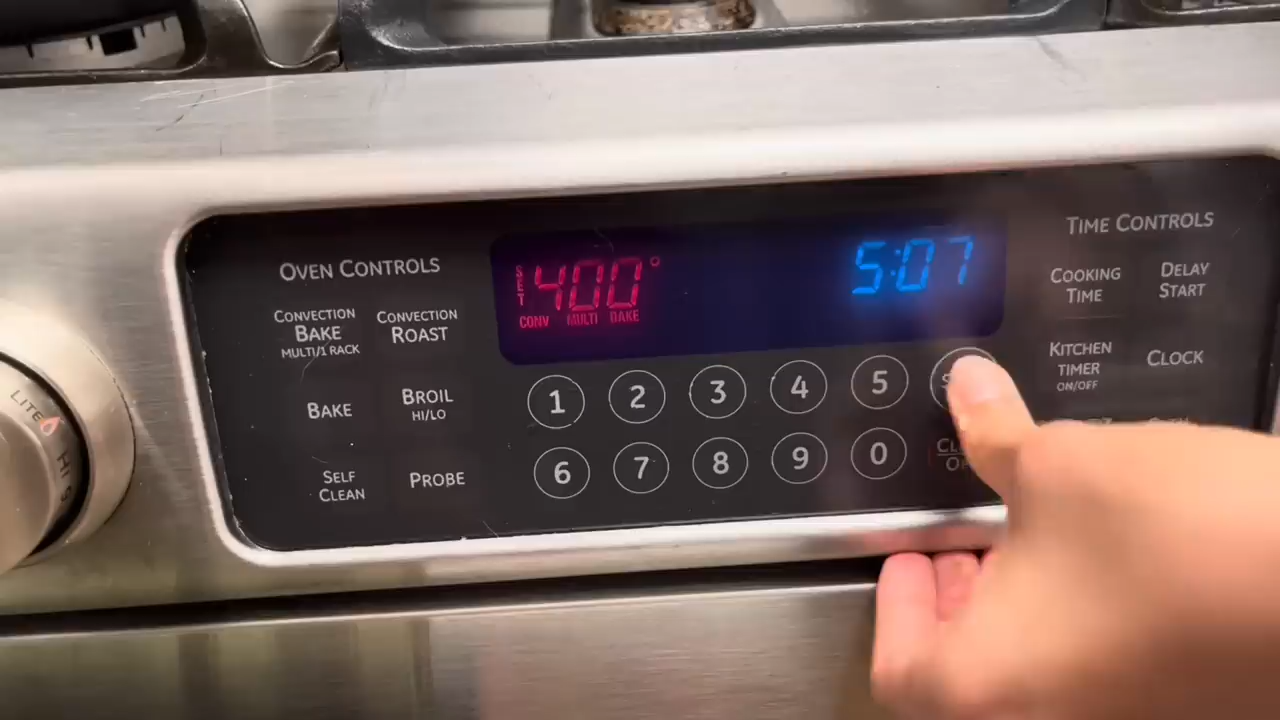 OVEN CONTROLS
CONVECTION
BAKE
MULTI/1 RACK
CONVECTION
ROAST
BAKE
BROIL
HI/LO
SELF
CLEAN
PROBE
SET
400°
CONV MULTI BAKE
5:07
1 2 3 4 5
6 7 8 9 0
TIME CONTROLS
COOKING
TIME
DELAY
START
KITCHEN
TIMER
ON/OFF
CLOCK
LITE
HI